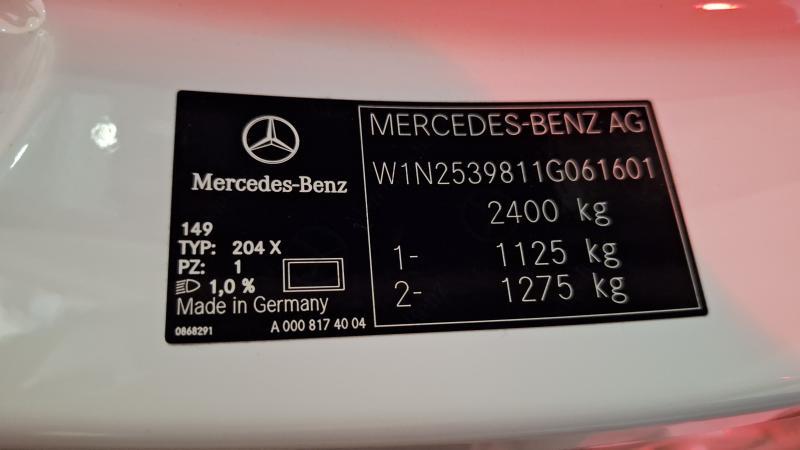 Mercedes-Benz
149
TYP: 204 X
PZ: 1
1,0 %
Made in Germany
0868291 A 000 817 40 04
MERCEDES-BENZ AG
W1N2539811G061601
2400 kg
1- 1125 kg
2- 1275 kg